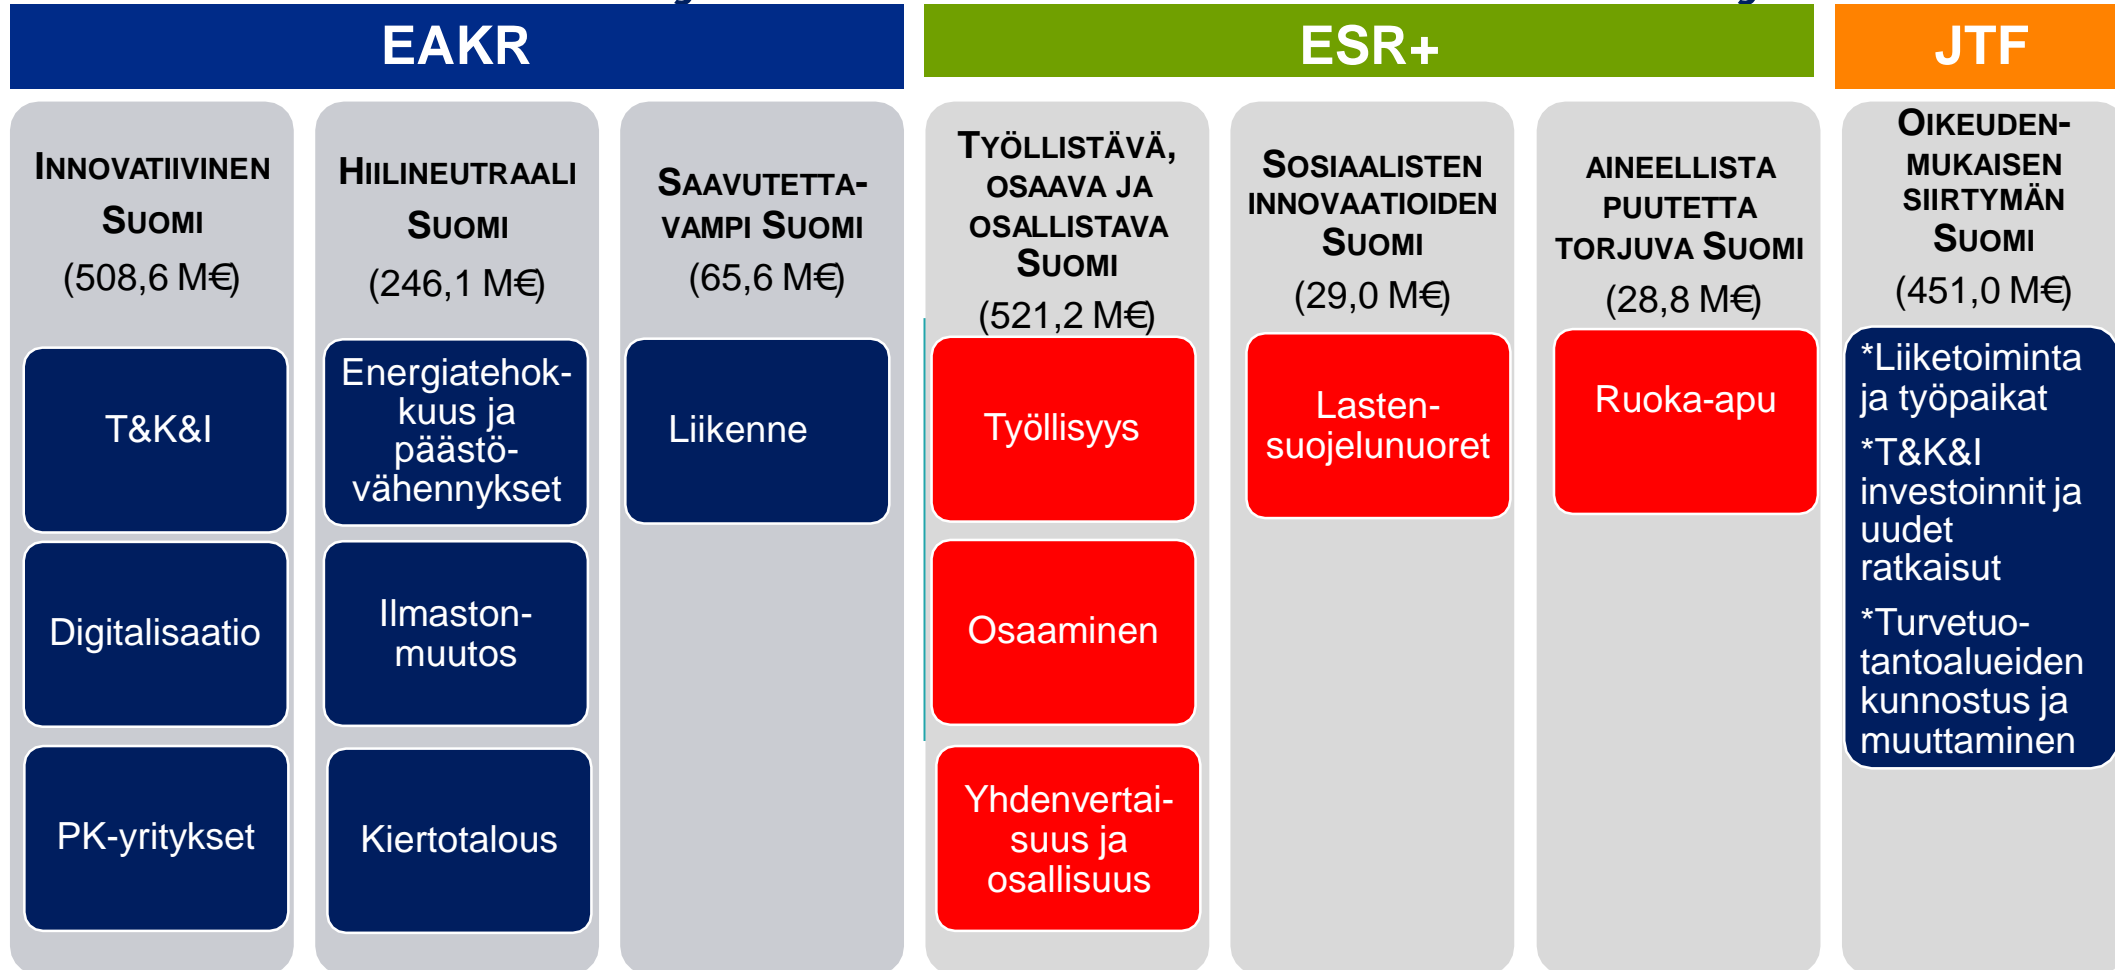 EAKR
ESR+
JTF
INNOVATIIVINEN
SUOMI
(508,6 M€)
T&K&I
Digitalisaatio
PK-yritykset
HIILINEUTRAALI
SUOMI
(246,1 M€)
Energiatehok-
kuus ja
päästö-
vähennykset
Ilmaston-
muutos
Kiertotalous
SAAVUTETTA-
VAMPI SUOMI
(65,6 M€)
Liikenne
TYÖLLISTÄVÄ,
OSAAVA JA
OSALLISTAVA
SUOMI
(521,2 M€)
Työllisyys
Osaaminen
Yhdenvertai-
suus ja
osallisuus
SOSIAALISTEN
INNOVAATIOIDEN
SUOMI
(29,0 M€)
Lasten-
suojelunuoret
AINEELLISTA
PUUTETTA
TORJUVA SUOMI
(28,8 M€)
Ruoka-apu
OIKEUDEN-
MUKAISEN
SIIRTYMÄN
SUOMI
(451,0 M€)
*Liiketoiminta
ja työpaikat
*T&K&I
investoinnit ja
uudet
ratkaisut
*Turvetuo-
tantoalueiden
kunnostus ja
muuttaminen